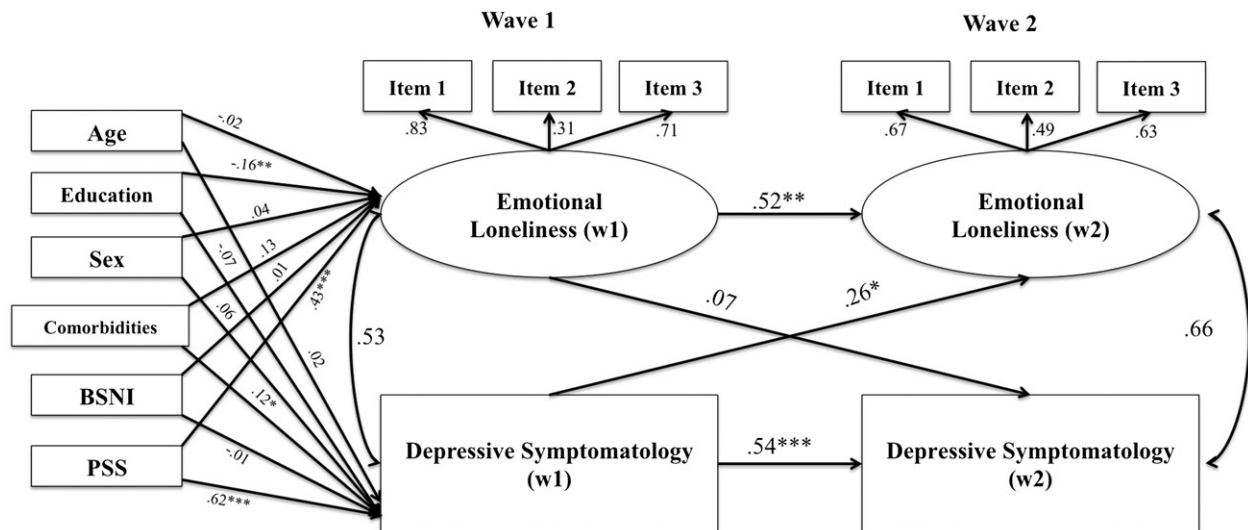 Wave 1
Wave 2
Item 1
Item 2
Item 3
Item 1
Item 2
Item 3
.83
.31
.71
.67
.49
.63
Age
Education
Sex
Comorbidities
BSNI
PSS
-.02
-.16**
.04
.13
.01
.43***
-.07
.06
.02
.12*
-.01
.62***
Emotional
Loneliness (w1)
.52**
Emotional
Loneliness (w2)
.53
.07
.26*
.66
Depressive Symptomatology
(w1)
.54***
Depressive Symptomatology
(w2)